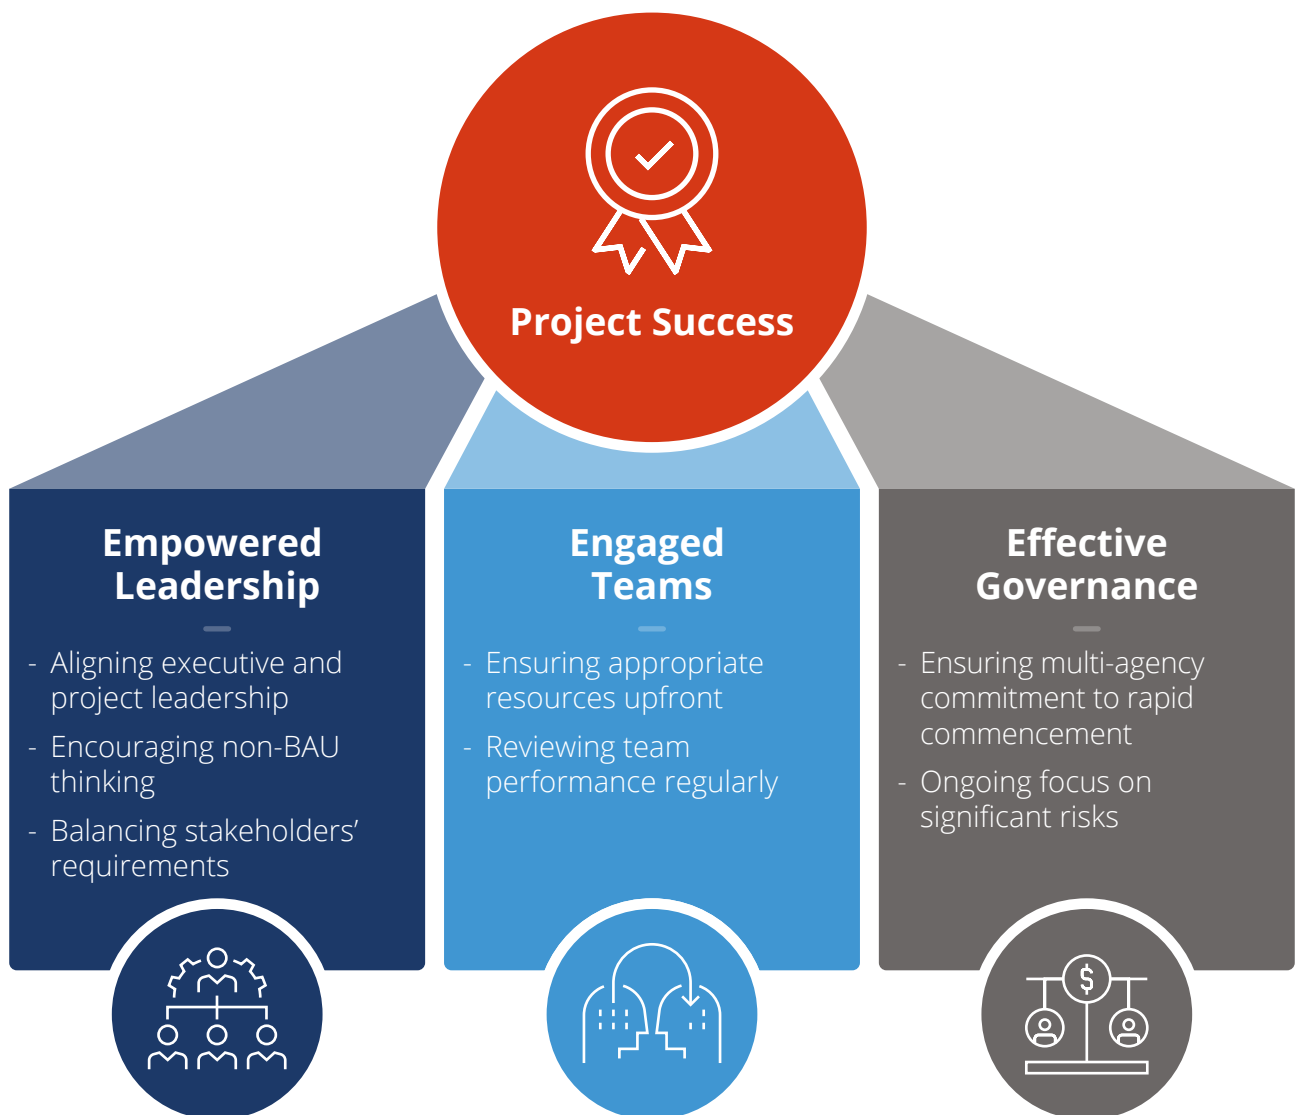 Project Success
Empowered
Leadership
- Aligning executive and
project leadership
- Encouraging non-BAU
thinking
- Balancing stakeholders’
requirements
Engaged
Teams
- Ensuring appropriate
resources upfront
- Reviewing team
performance regularly
Effective
Governance
- Ensuring multi-agency
commitment to rapid
commencement
- Ongoing focus on
significant risks
$